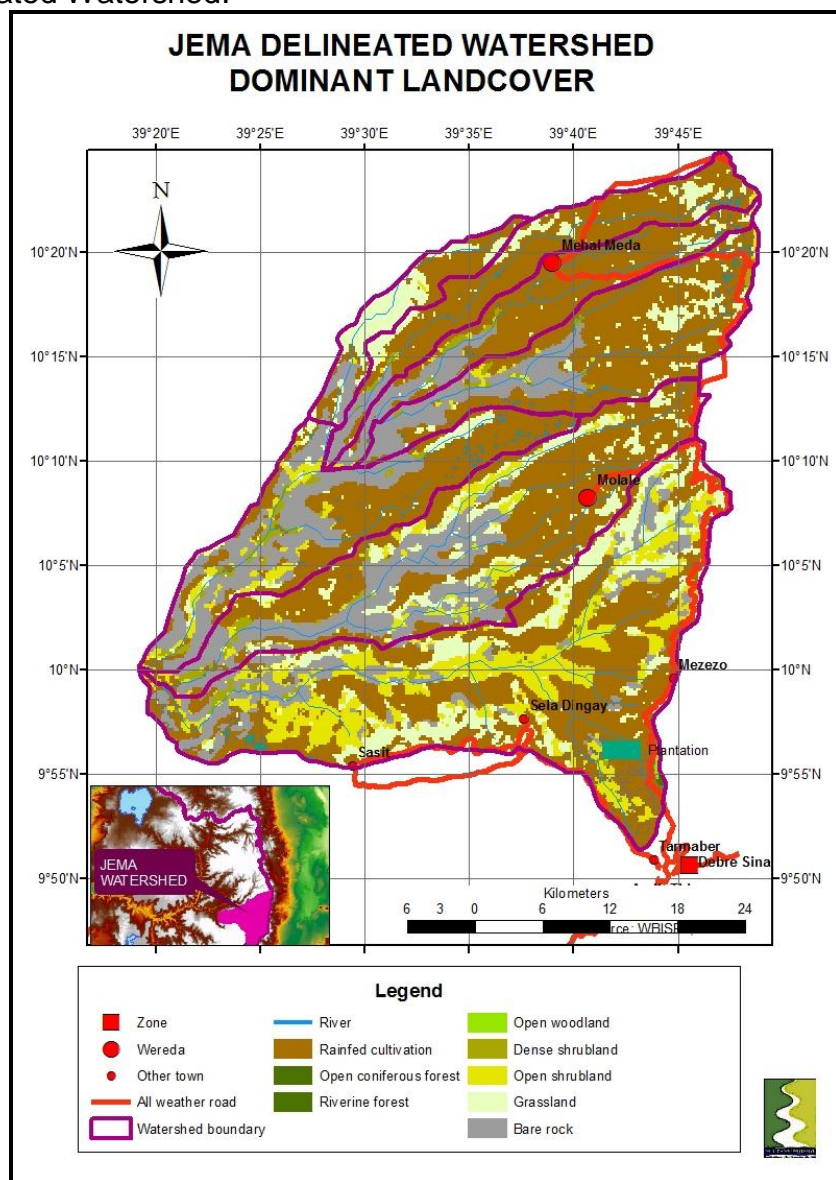 ated Watershed.
JEMA DELINEATED WATERSHED
DOMINANT LANDCOVER
39°20'E 39°25'E 39°30'E 39°35'E 39°40'E 39°45'E
N
10°20'N 10°20'N
Mehal Meda
10°15'N 10°15'N
10°10'N 10°10'N
Molale
10°5'N 10°5'N
10°0'N 10°0'N
Mezezo
Sela Dingay
Plantation
Sasit
9°55'N 9°55'N
Tarmaber
Debre Sina
9°50'N 9°50'N
JEMA
WATERSHED
Kilometers
6 3 0 6 12 18 24
rce: WBISP
Legend
Zone
Wereda
Other town
All weather road
Watershed boundary
River
Rainfed cultivation
Open coniferous forest
Riverine forest
Open woodland
Dense shrubland
Open shrubland
Grassland
Bare rock